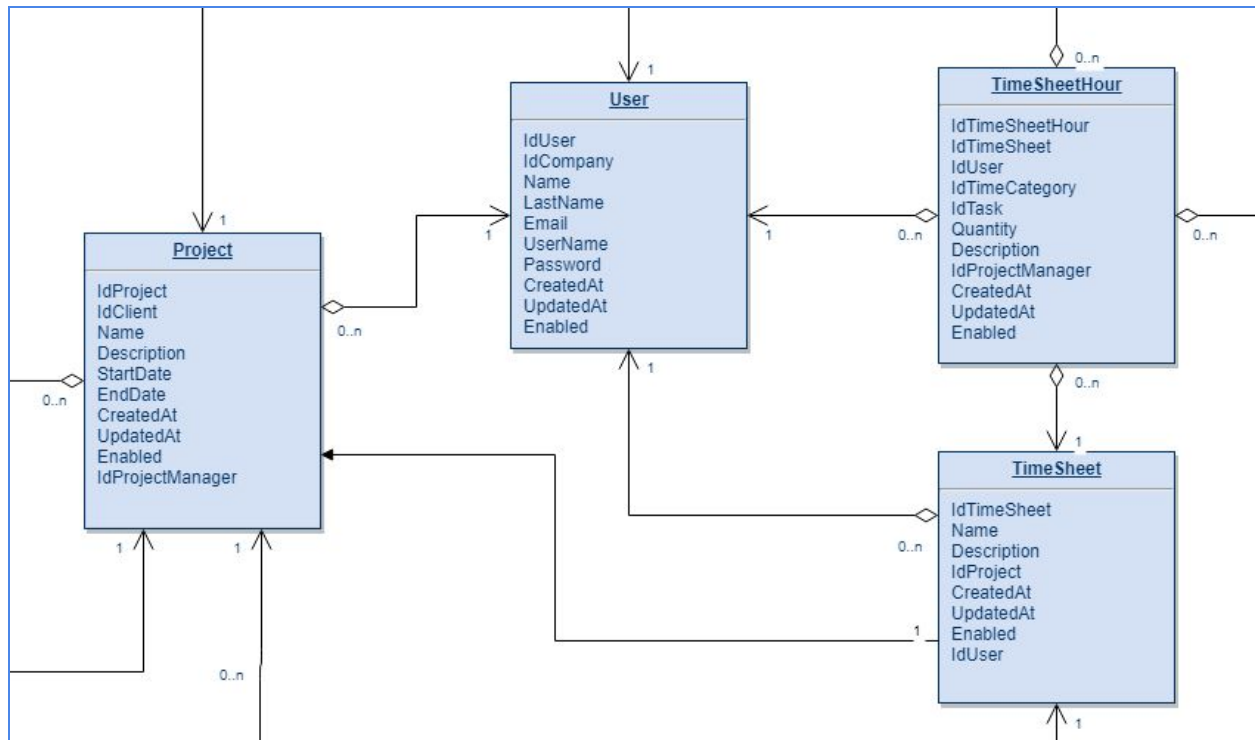 0..n
1
1
TimeSheetHour
IdTimeSheetHour
IdTimeSheet
IdUser
IdTimeCategory
IdTask
Quantity
Description
IdProjectManager
CreatedAt
UpdatedAt
Enabled
User
IdUser
IdCompany
Name
LastName
Email
UserName
Password
CreatedAt
UpdatedAt
Enabled
1
1
0..n
0..n
Project
IdProject
IdClient
Name
Description
StartDate
EndDate
CreatedAt
UpdatedAt
Enabled
IdProjectManager
0..n
1
0..n
0..n
1
TimeSheet
IdTimeSheet
Name
Description
IdProject
CreatedAt
UpdatedAt
Enabled
IdUser
0..n
1
1
1
0..n
1